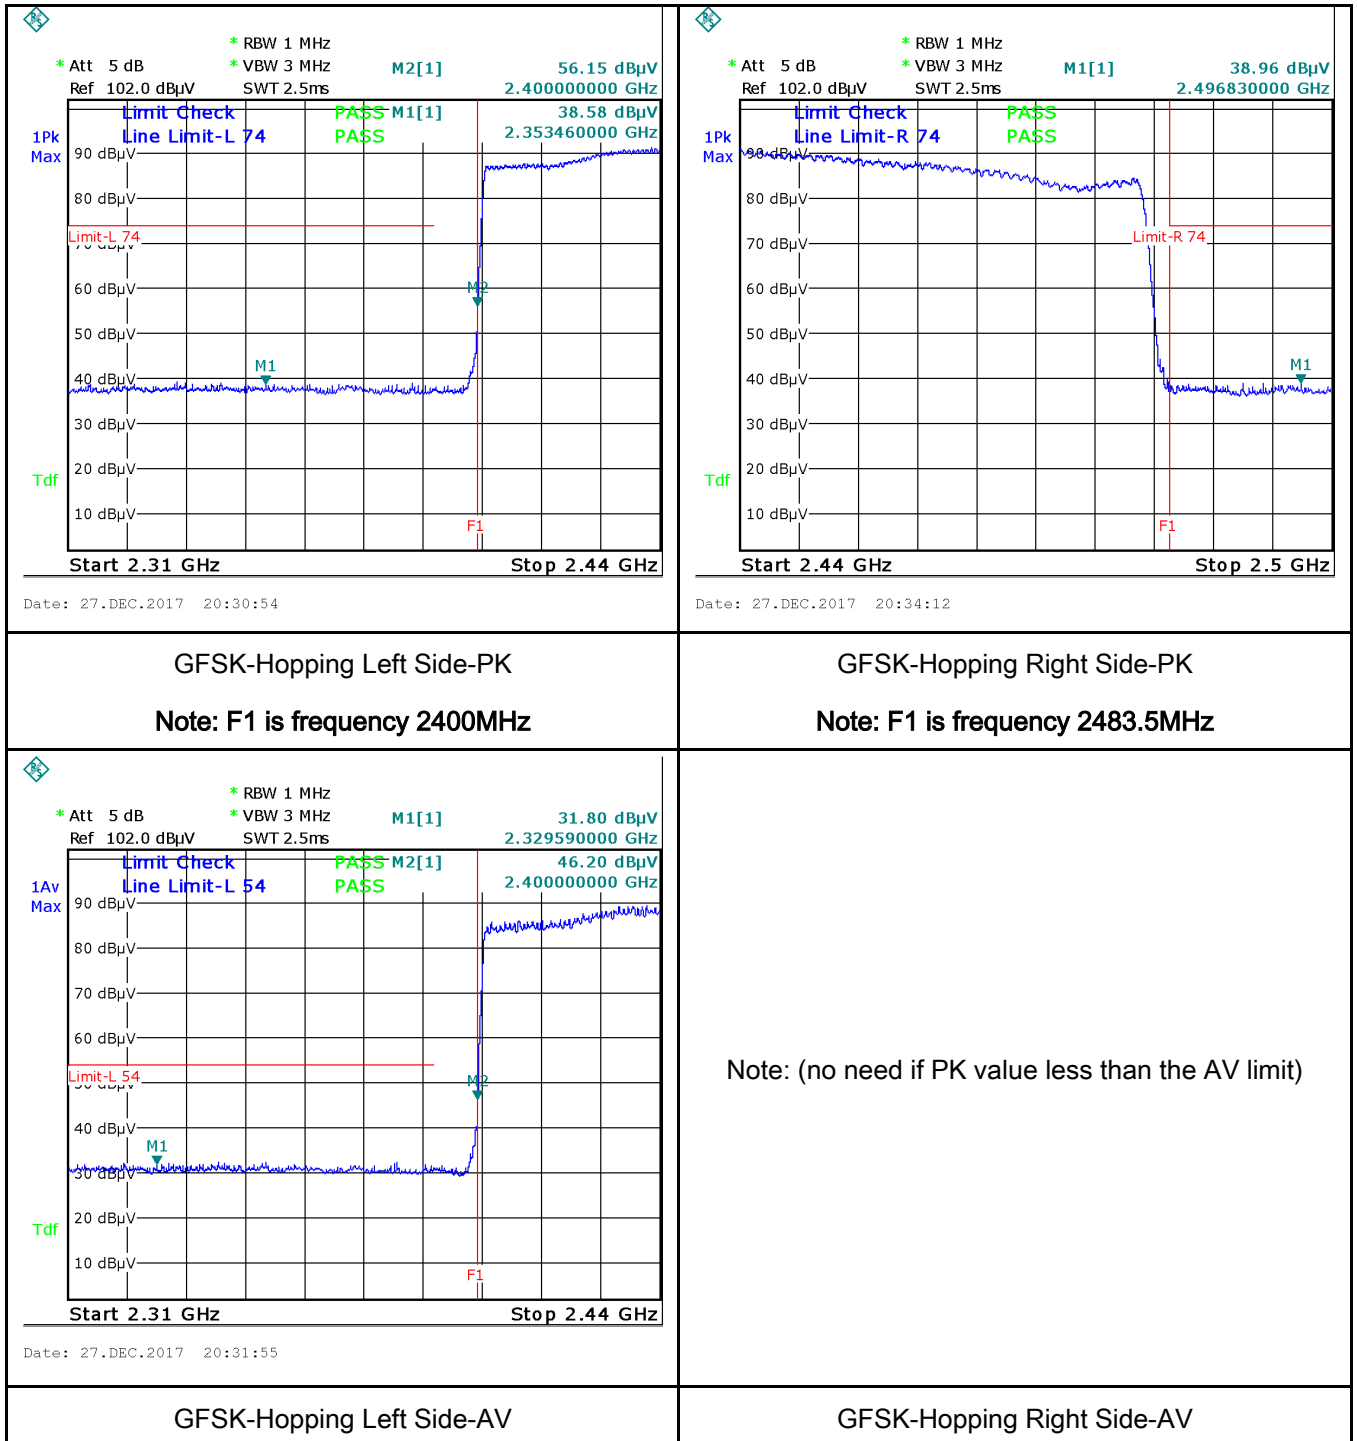 * RBW 1 MHz
* Att 5 dB * VBW 3 MHz M2[1] 56.15 dBµV
Ref 102.0 dBµV SWT 2.5ms 2.400000000 GHz
Limit Check PASS M1[1] 38.58 dBµV
1Pk Line Limit-L 74 PASS 2.353460000 GHz
Max 90 dBµV
80 dBµV
Limit-L 74
70 dBµV
60 dBµV M2
50 dBµV
M1
40 dBµV
30 dBµV
Tdf 20 dBµV
10 dBµV
F1
Start 2.31 GHz Stop 2.44 GHz
Date: 27.DEC.2017 20:30:54
GFSK-Hopping Left Side-PK
Note: F1 is frequency 2400MHz
* RBW 1 MHz
* Att 5 dB * VBW 3 MHz M1[1] 38.96 dBµV
Ref 102.0 dBµV SWT 2.5ms 2.496830000 GHz
Limit Check PASS
1Pk Line Limit-R 74 PASS
Max 90 dBµV
80 dBµV
Limit-R 74
70 dBµV
60 dBµV
50 dBµV
M1
40 dBµV
30 dBµV
Tdf 20 dBµV
10 dBµV
F1
Start 2.44 GHz Stop 2.5 GHz
Date: 27.DEC.2017 20:34:12
GFSK-Hopping Right Side-PK
Note: F1 is frequency 2483.5MHz
* RBW 1 MHz
* Att 5 dB * VBW 3 MHz M1[1] 31.80 dBµV
Ref 102.0 dBµV SWT 2.5ms 2.329590000 GHz
Limit Check PASS M2[1] 46.20 dBµV
1Av Line Limit-L 54 PASS 2.400000000 GHz
Max 90 dBµV
80 dBµV
70 dBµV
60 dBµV
Limit-L 54
50 dBµV M2
40 dBµV
M1
30 dBµV
Tdf 20 dBµV
10 dBµV
F1
Start 2.31 GHz Stop 2.44 GHz
Date: 27.DEC.2017 20:31:55
GFSK-Hopping Left Side-AV
Note: (no need if PK value less than the AV limit)
GFSK-Hopping Right Side-AV